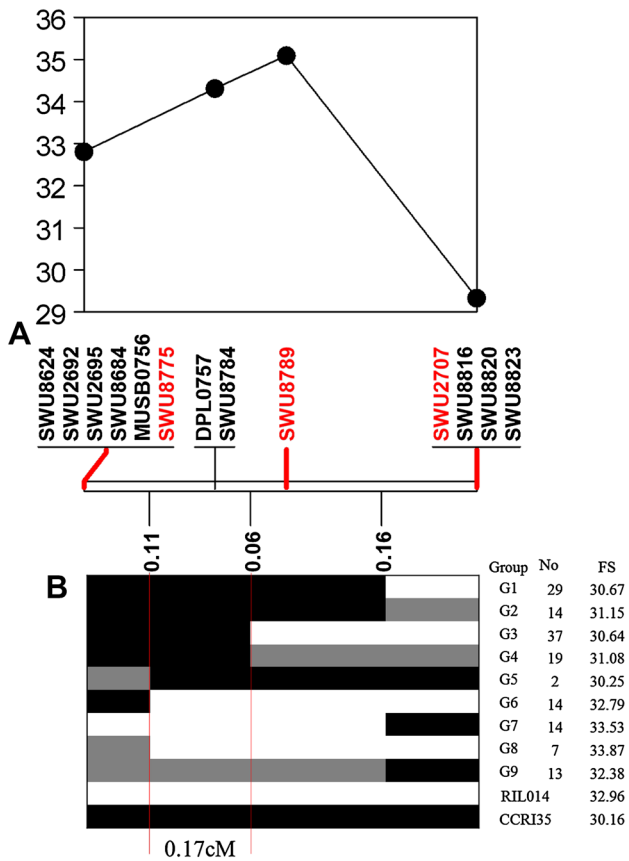 36
35
34
33
32
31
30
29
A
SWU8624
SWU2692
SWU2695
SWU8684
MUSB0756
SWU8775
DPL0757
SWU8784
SWU8789
SWU2707
SWU8816
SWU8820
SWU8823
0.11
0.06
0.16
B
Group No FS
G1 29 30.67
G2 14 31.15
G3 37 30.64
G4 19 31.08
G5 2 30.25
G6 14 32.79
G7 14 33.53
G8 7 33.87
G9 13 32.38
RIL014 32.96
CCRI35 30.16
0.17cM